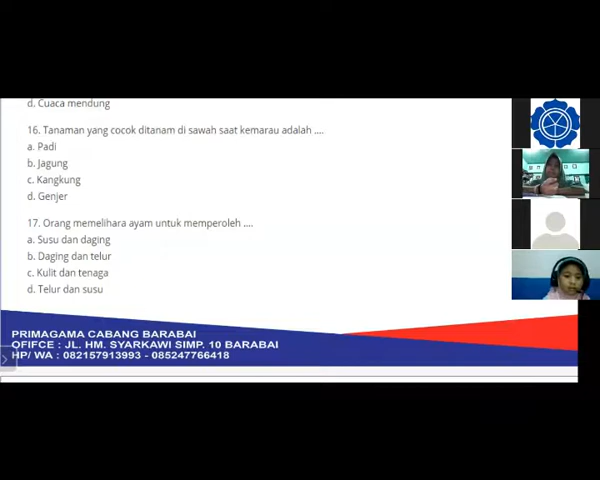 d. Cuaca mendung
16. Tanaman yang cocok ditanam di sawah saat kemarau adalah ....
a. Padi
b. Jagung
c. Kangkung
d. Genjer
17. Orang memelihara ayam untuk memperoleh ....
a. Susu dan daging
b. Daging dan telur
c. Kulit dan tenaga
d. Telur dan susu
PRIMAGAMA CABANG BARABAI
OFIFCE : JL. HM. SYARKAWI SIMP. 10 BARABAI
HP/ WA : 082157913993 - 085247766418